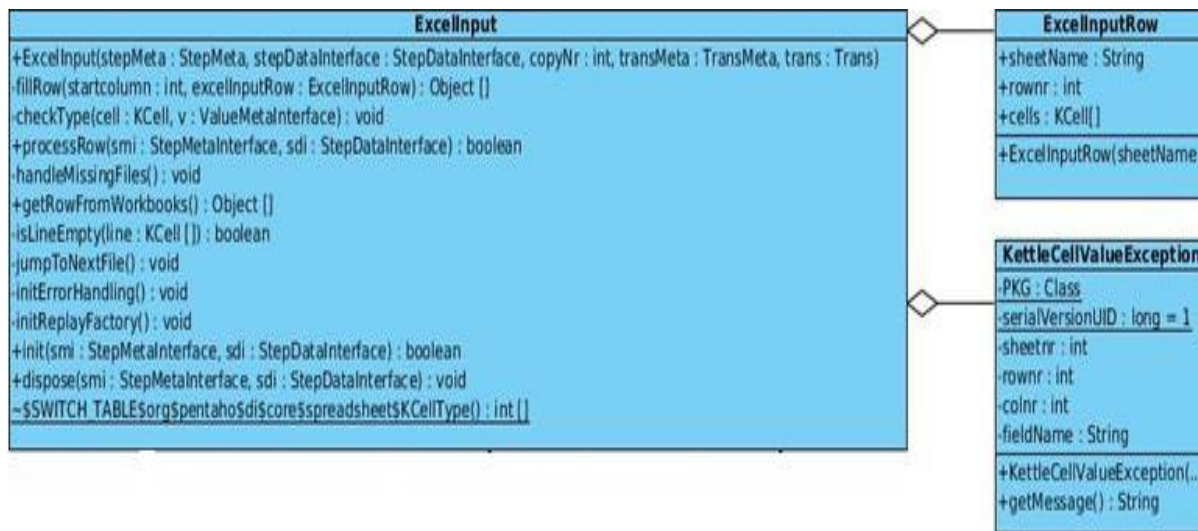 ExcelInput
+ExcelInput(stepMeta : StepMeta, stepDataInterface : StepDataInterface, copyNr : int, transMeta : TransMeta, trans : Trans)
-fillRow(startcolumn : int, excelInputRow : ExcelInputRow) : Object []
-checkType(cell : KCell, v : ValueMetaInterface) : void
+processRow(smi : StepMetaInterface, sdi : StepDataInterface) : boolean
-handleMissingFiles() : void
+getRowFromWorkbooks() : Object []
-isLineEmpty(line : KCell []) : boolean
-jumpToNextFile() : void
-initErrorHandling() : void
-initReplayFactory() : void
+init(smi : StepMetaInterface, sdi : StepDataInterface) : boolean
+dispose(smi : StepMetaInterface, sdi : StepDataInterface) : void
~$SWITCH_TABLE$org$pentaho$di$core$spreadsheet$KCellType() : int []
ExcelInputRow
+sheetName : String
+rownr : int
+cells : KCell[]
+ExcelInputRow(sheetName
KettleCellValueException
-PKG : Class
-serialVersionUID : long = 1
-sheetnr : int
-rownr : int
-colnr : int
-fieldName : String
+KettleCellValueException(..
+getMessage() : String